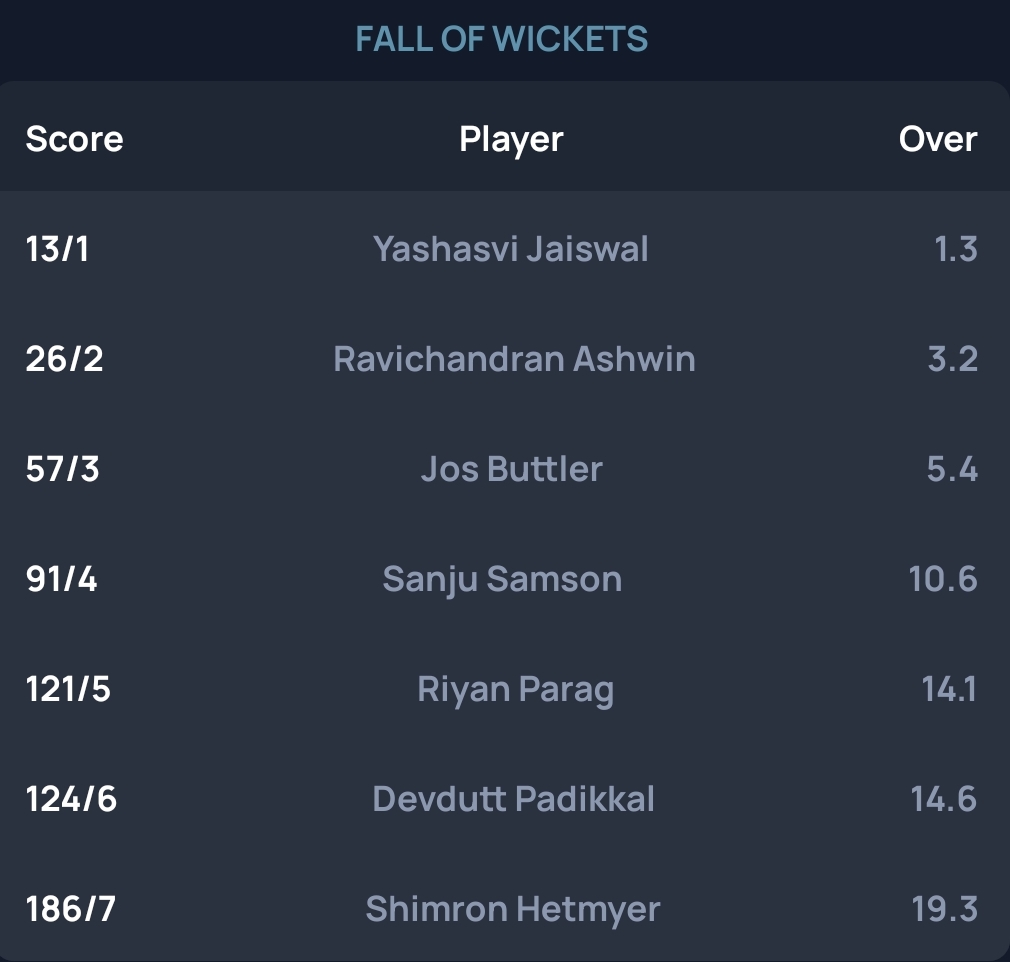 FALL OF WICKETS
Score Player Over
13/1 Yashasvi Jaiswal 1.3
26/2 Ravichandran Ashwin 3.2
57/3 Jos Buttler 5.4
91/4 Sanju Samson 10.6
121/5 Riyan Parag 14.1
124/6 Devdutt Padikkal 14.6
186/7 Shimron Hetmyer 19.3